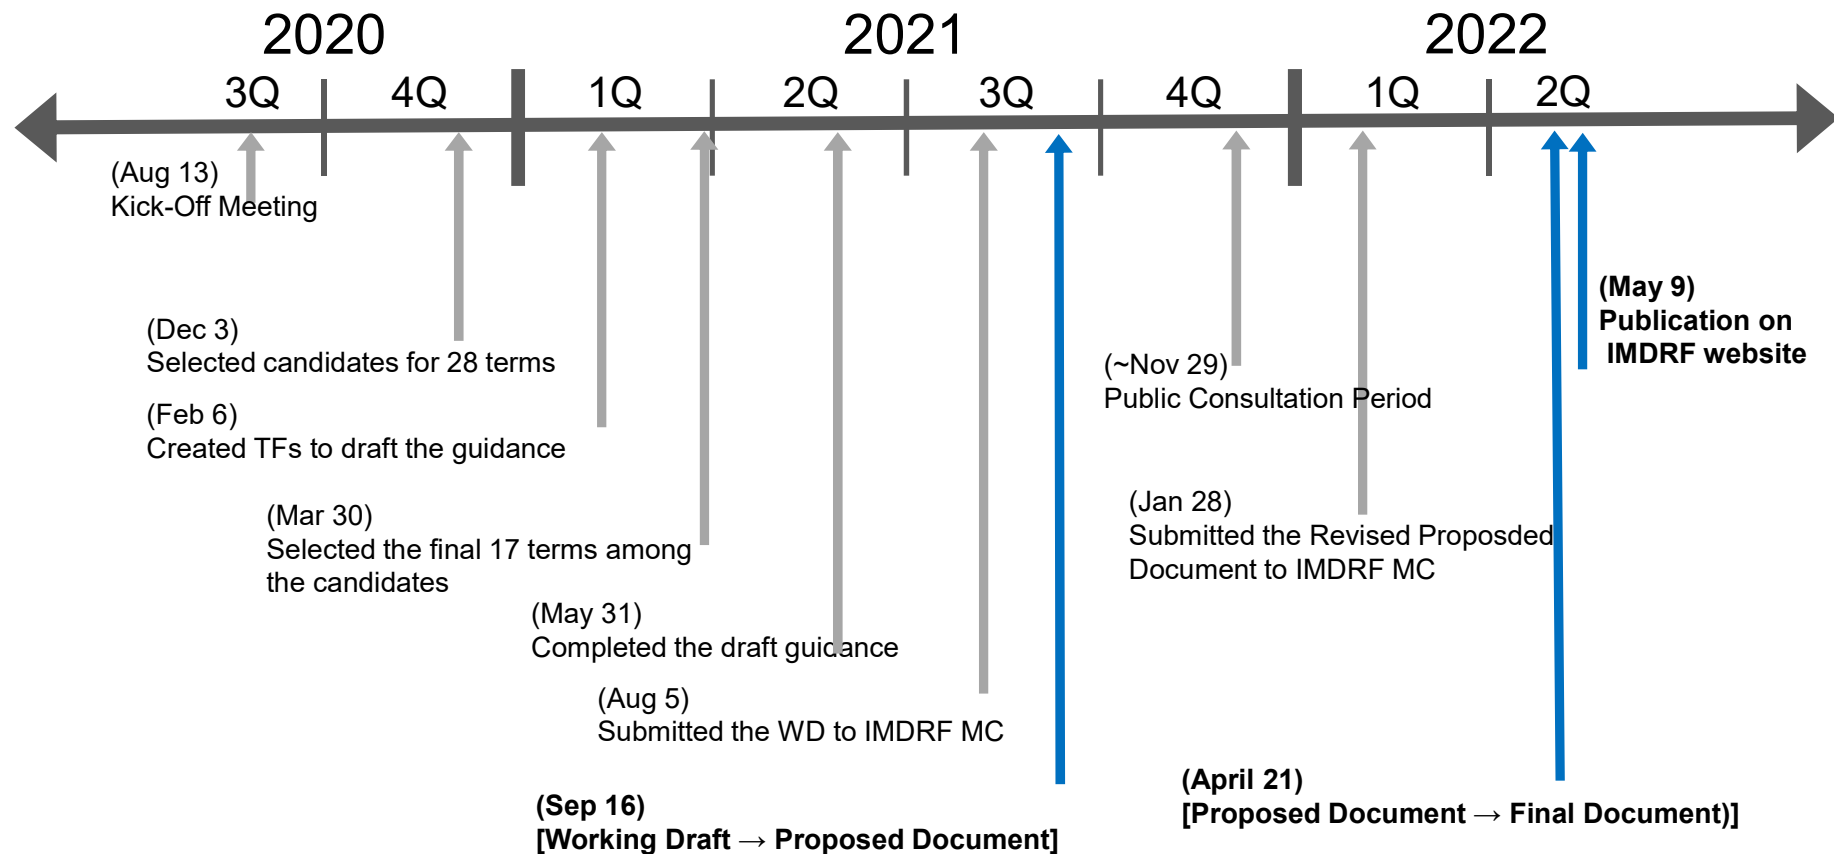 2020
2021
2022
3Q
4Q
1Q
2Q
3Q
4Q
1Q
2Q
(Aug 13)
Kick-Off Meeting
(Dec 3)
Selected candidates for 28 terms
(Feb 6)
Created TFs to draft the guidance
(Mar 30)
Selected the final 17 terms among
the candidates
(May 31)
Completed the draft guidance
(Aug 5)
Submitted the WD to IMDRF MC
(Sep 16)
[Working Draft → Proposed Document]
(~Nov 29)
Public Consultation Period
(Jan 28)
Submitted the Revised Proposded
Document to IMDRF MC
(April 21)
[Proposed Document → Final Document)]
(May 9)
Publication on
IMDRF website